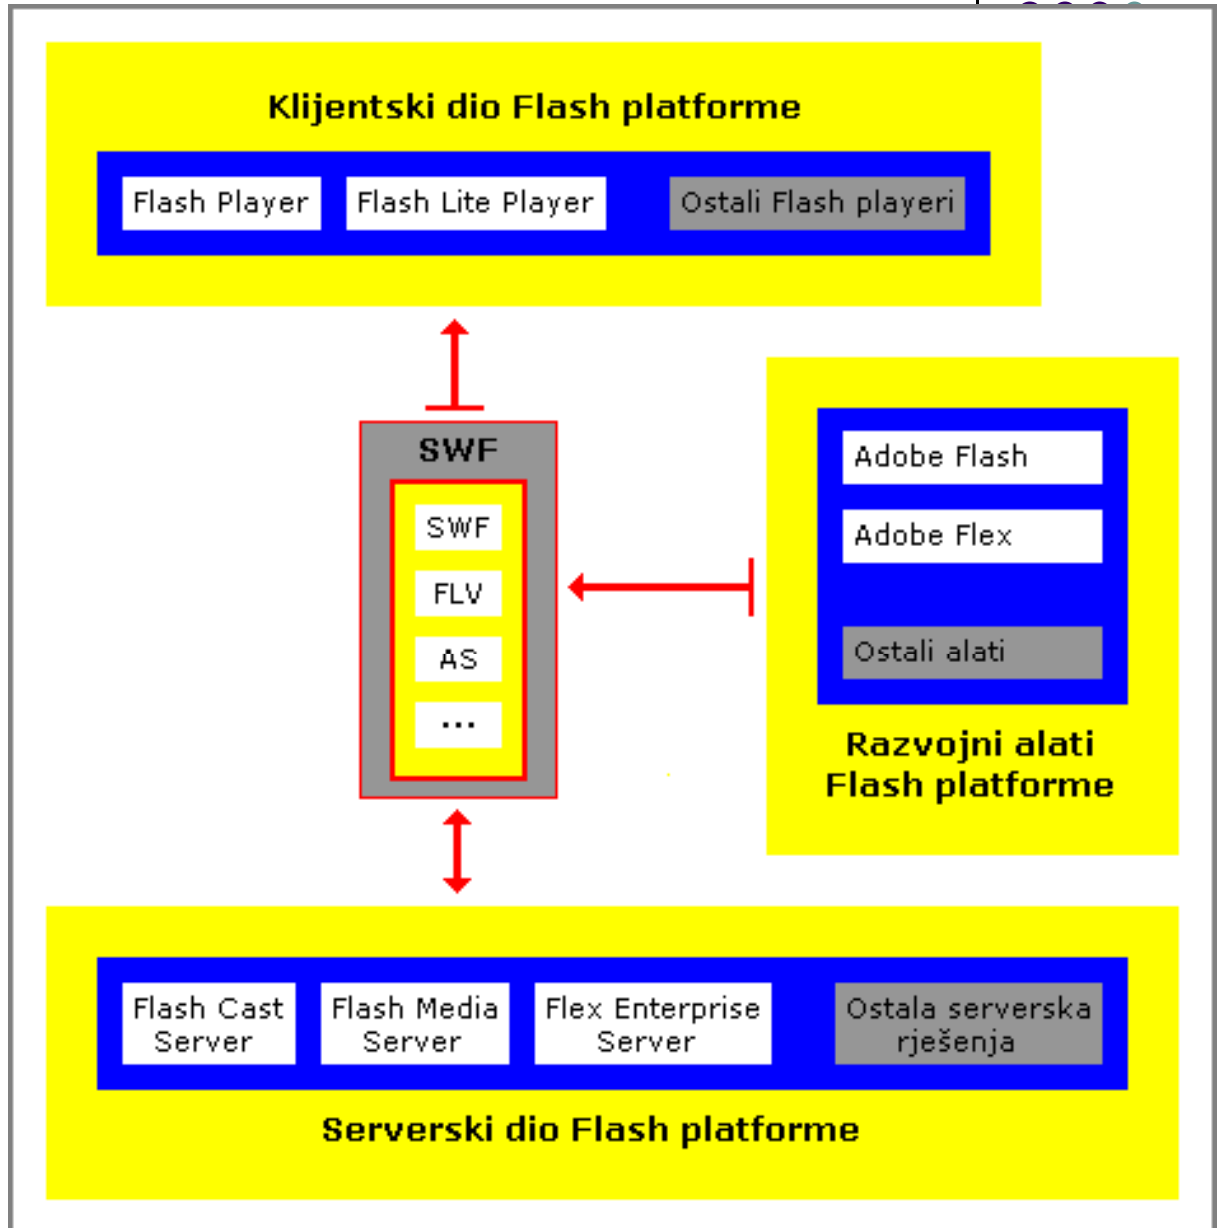 Klijentski dio Flash platforme
Flash Player
Flash Lite Player
Ostali Flash playeri
SWF
SWF
FLV
AS
...
Adobe Flash
Adobe Flex
Ostali alati
Razvojni alati
Flash platforme
Flash Cast
Server
Flash Media
Server
Flex Enterprise
Server
Ostala serverska
rješenja
Serverski dio Flash platforme